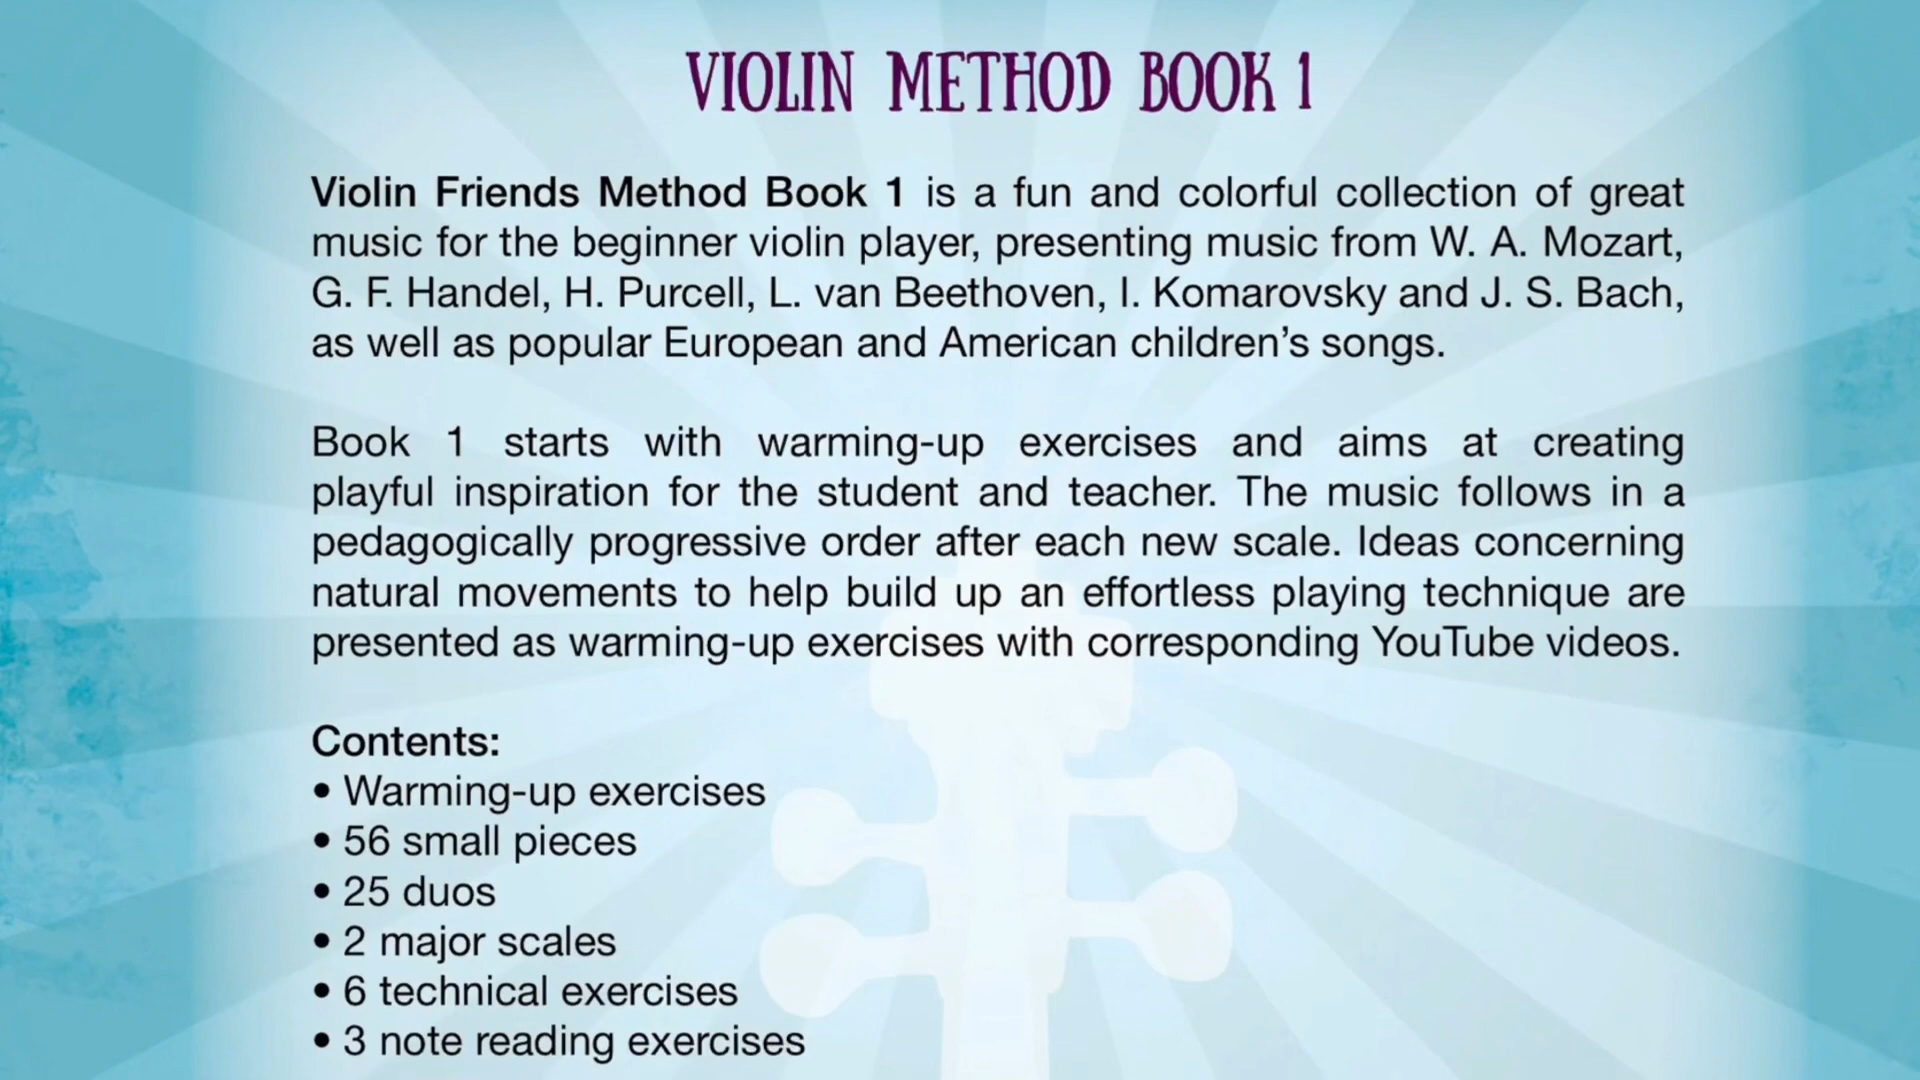 VIOLIN METHOD BOOK 1
Violin Friends Method Book 1 is a fun and colorful collection of great
music for the beginner violin player, presenting music from W. A. Mozart,
G. F. Handel, H. Purcell, L. van Beethoven, I. Komarovsky and J. S. Bach,
as well as popular European and American children’s songs.
Book 1 starts with warming-up exercises and aims at creating
playful inspiration for the student and teacher. The music follows in a
pedagogically progressive order after each new scale. Ideas concerning
natural movements to help build up an effortless playing technique are
presented as warming-up exercises with corresponding YouTube videos.
Contents:
• Warming-up exercises
• 56 small pieces
• 25 duos
• 2 major scales
• 6 technical exercises
• 3 note reading exercises